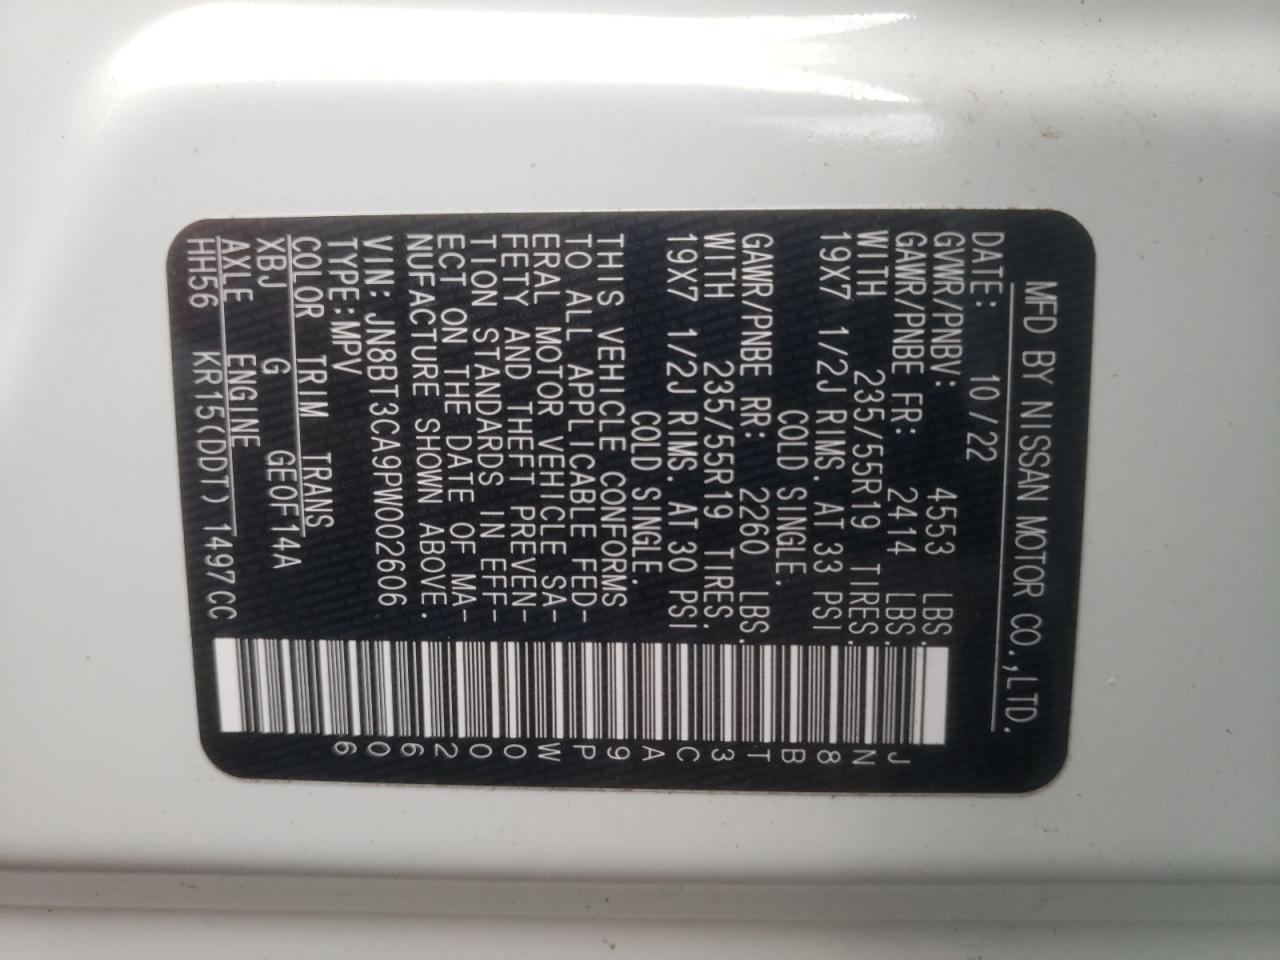 MFD BY NISSAN MOTOR CO.,LTD.
DATE: 10/22
GVWR/PNBV: 4553 LBS.
GAWR/PNBE FR: 2414 LBS.
WITH 235/55R19 TIRES.
19X7 1/2J RIMS. AT 33 PSI
COLD SINGLE.
GAWR/PNBE RR: 2260 LBS.
WITH 235/55R19 TIRES.
19X7 1/2J RIMS. AT 30 PSI
COLD SINGLE.
THIS VEHICLE CONFORMS
TO ALL APPLICABLE FED-
ERAL MOTOR VEHICLE SA-
FETY AND THEFT PREVEN-
TION STANDARDS IN EFF-
ECT ON THE DATE OF MA-
NUFACTURE SHOWN ABOVE.
VIN: JN8BT3CA9PW002606
TYPE:MPV
COLOR TRIM TRANS
XBJ G GE0F14A
AXLE ENGINE
HH56 KR15(DDT) 1497CC
JN8BT3CA9PW002606